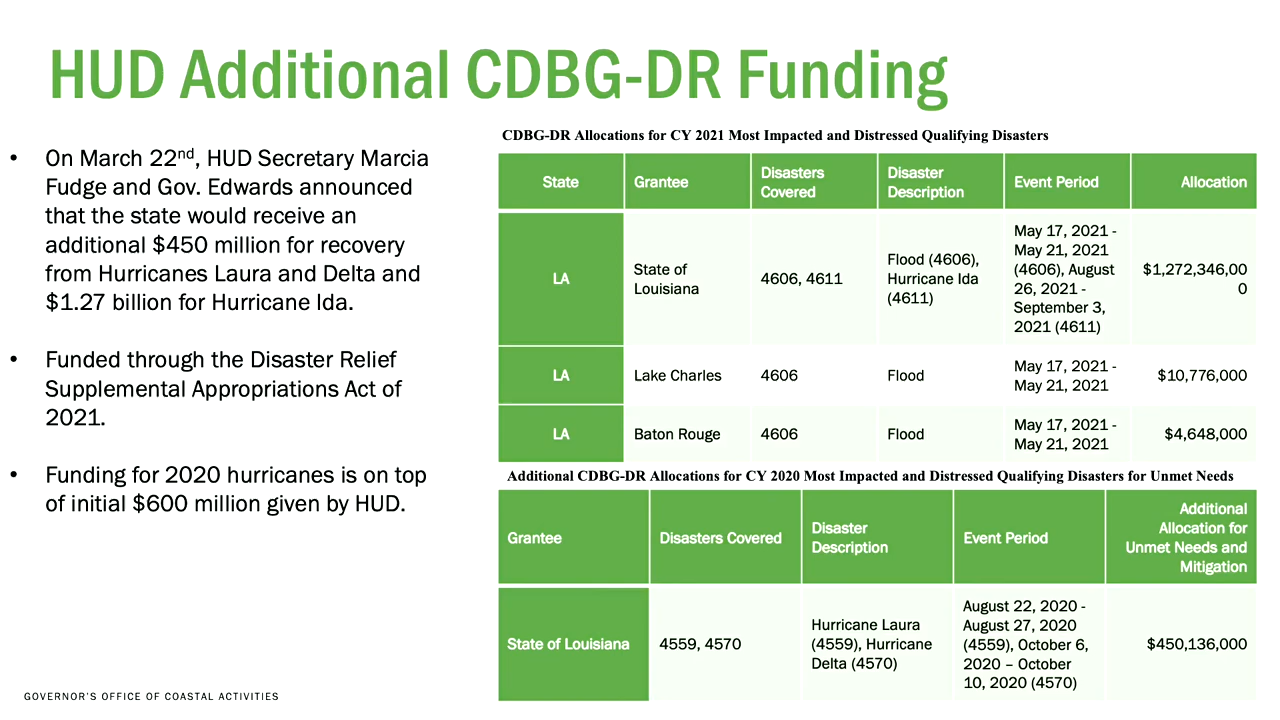 HUD Additional CDBG-DR Funding
• On March 22nd, HUD Secretary Marcia
Fudge and Gov. Edwards announced
that the state would receive an
additional $450 million for recovery
from Hurricanes Laura and Delta and
$1.27 billion for Hurricane Ida.
• Funded through the Disaster Relief
Supplemental Appropriations Act of
2021.
• Funding for 2020 hurricanes is on top
of initial $600 million given by HUD.
CDBG-DR Allocations for CY 2021 Most Impacted and Distressed Qualifying Disasters
State
Grantee
Disasters
Covered
Disaster
Description
Event Period
Allocation
LA
State of
Louisiana
4606, 4611
Flood (4606),
Hurricane Ida
(4611)
May 17, 2021 -
May 21, 2021
(4606), August
26, 2021 -
September 3,
2021 (4611)
$1,272,346,00
0
LA
Lake Charles
4606
Flood
May 17, 2021 -
May 21, 2021
$10,776,000
LA
Baton Rouge
4606
Flood
May 17, 2021 -
May 21, 2021
$4,648,000
Additional CDBG-DR Allocations for CY 2020 Most Impacted and Distressed Qualifying Disasters for Unmet Needs
Grantee
Disasters Covered
Disaster
Description
Event Period
Additional
Allocation for
Unmet Needs and
Mitigation
State of Louisiana
4559, 4570
Hurricane Laura
(4559), Hurricane
Delta (4570)
August 22, 2020 -
August 27, 2020
(4559), October 6,
2020 – October
10, 2020 (4570)
$450,136,000
GOVERNOR'S OFFICE OF COASTAL ACTIVITIES